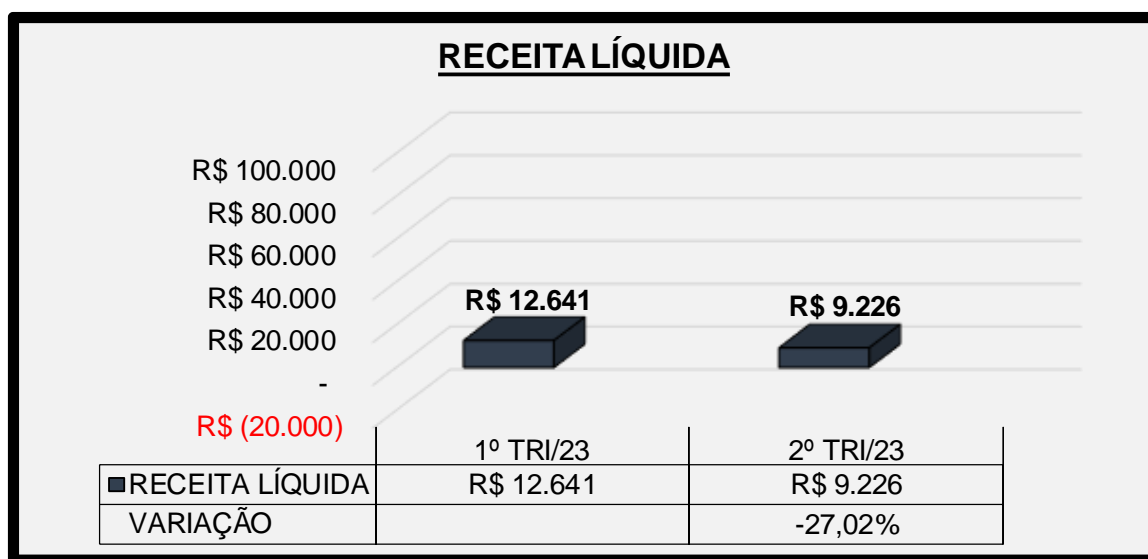 RECEITA LÍQUIDA
R$ 100.000
R$ 80.000
R$ 60.000
R$ 40.000
R$ 20.000
-
R$ (20.000)
R$ 12.641
R$ 9.226
1º TRI/23 2º TRI/23
RECEITA LÍQUIDA R$ 12.641 R$ 9.226
VARIAÇÃO -27,02%